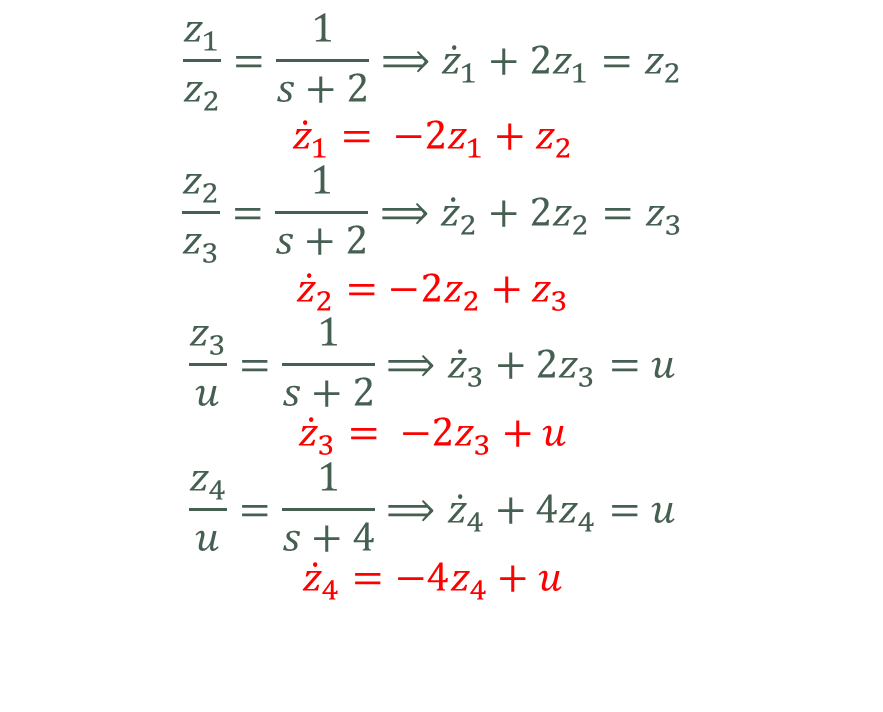 z₁/z₂ = 1/(s + 2) ⟹ ż₁ + 2z₁ = z₂
ż₁ = −2z₁ + z₂
z₂/z₃ = 1/(s + 2) ⟹ ż₂ + 2z₂ = z₃
ż₂ = −2z₂ + z₃
z₃/u = 1/(s + 2) ⟹ ż₃ + 2z₃ = u
ż₃ = −2z₃ + u
z₄/u = 1/(s + 4) ⟹ ż₄ + 4z₄ = u
ż₄ = −4z₄ + u